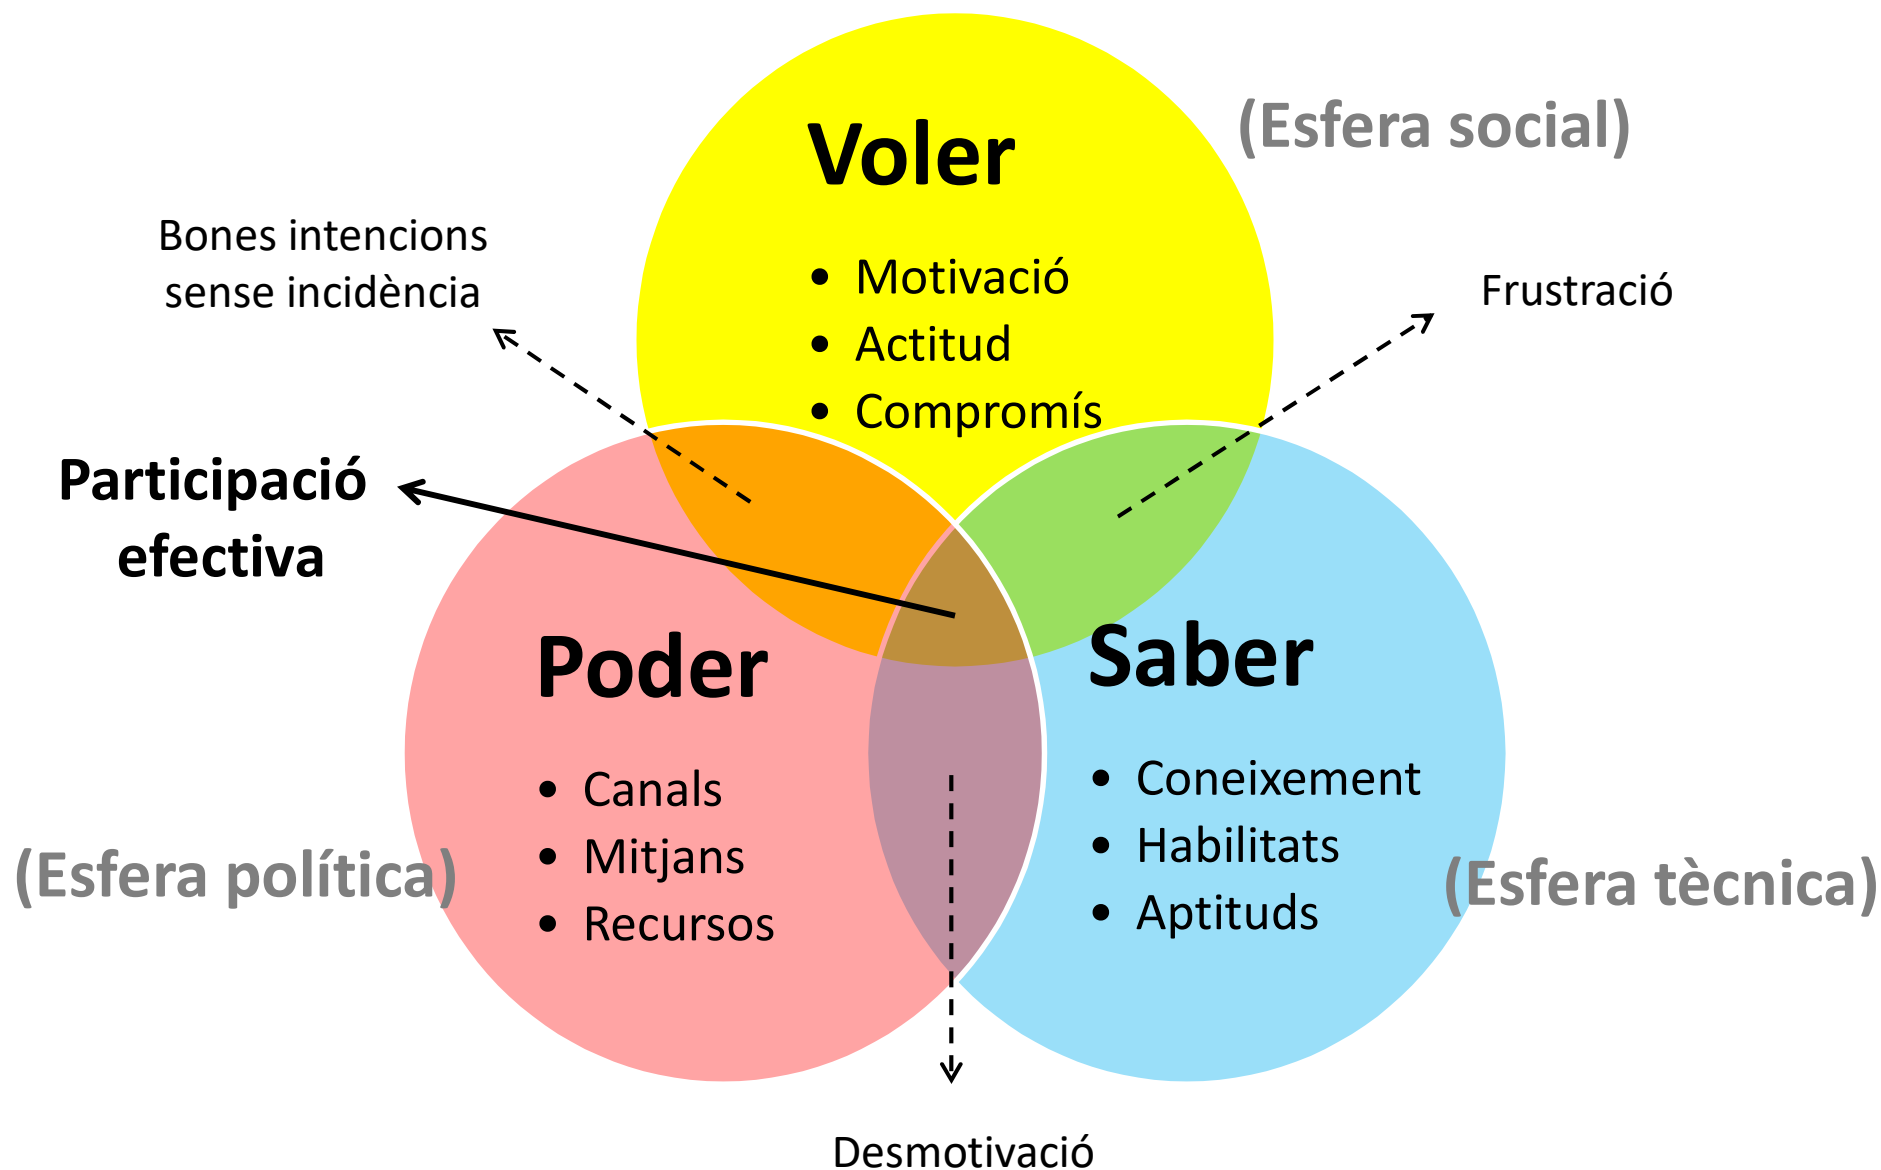 Voler
(Esfera social)
• Motivació
• Actitud
• Compromís
Bones intencions
sense incidència
Frustració
Participació
efectiva
Poder
• Canals
• Mitjans
• Recursos
(Esfera política)
Saber
• Coneixement
• Habilitats
• Aptituds
(Esfera tècnica)
Desmotivació